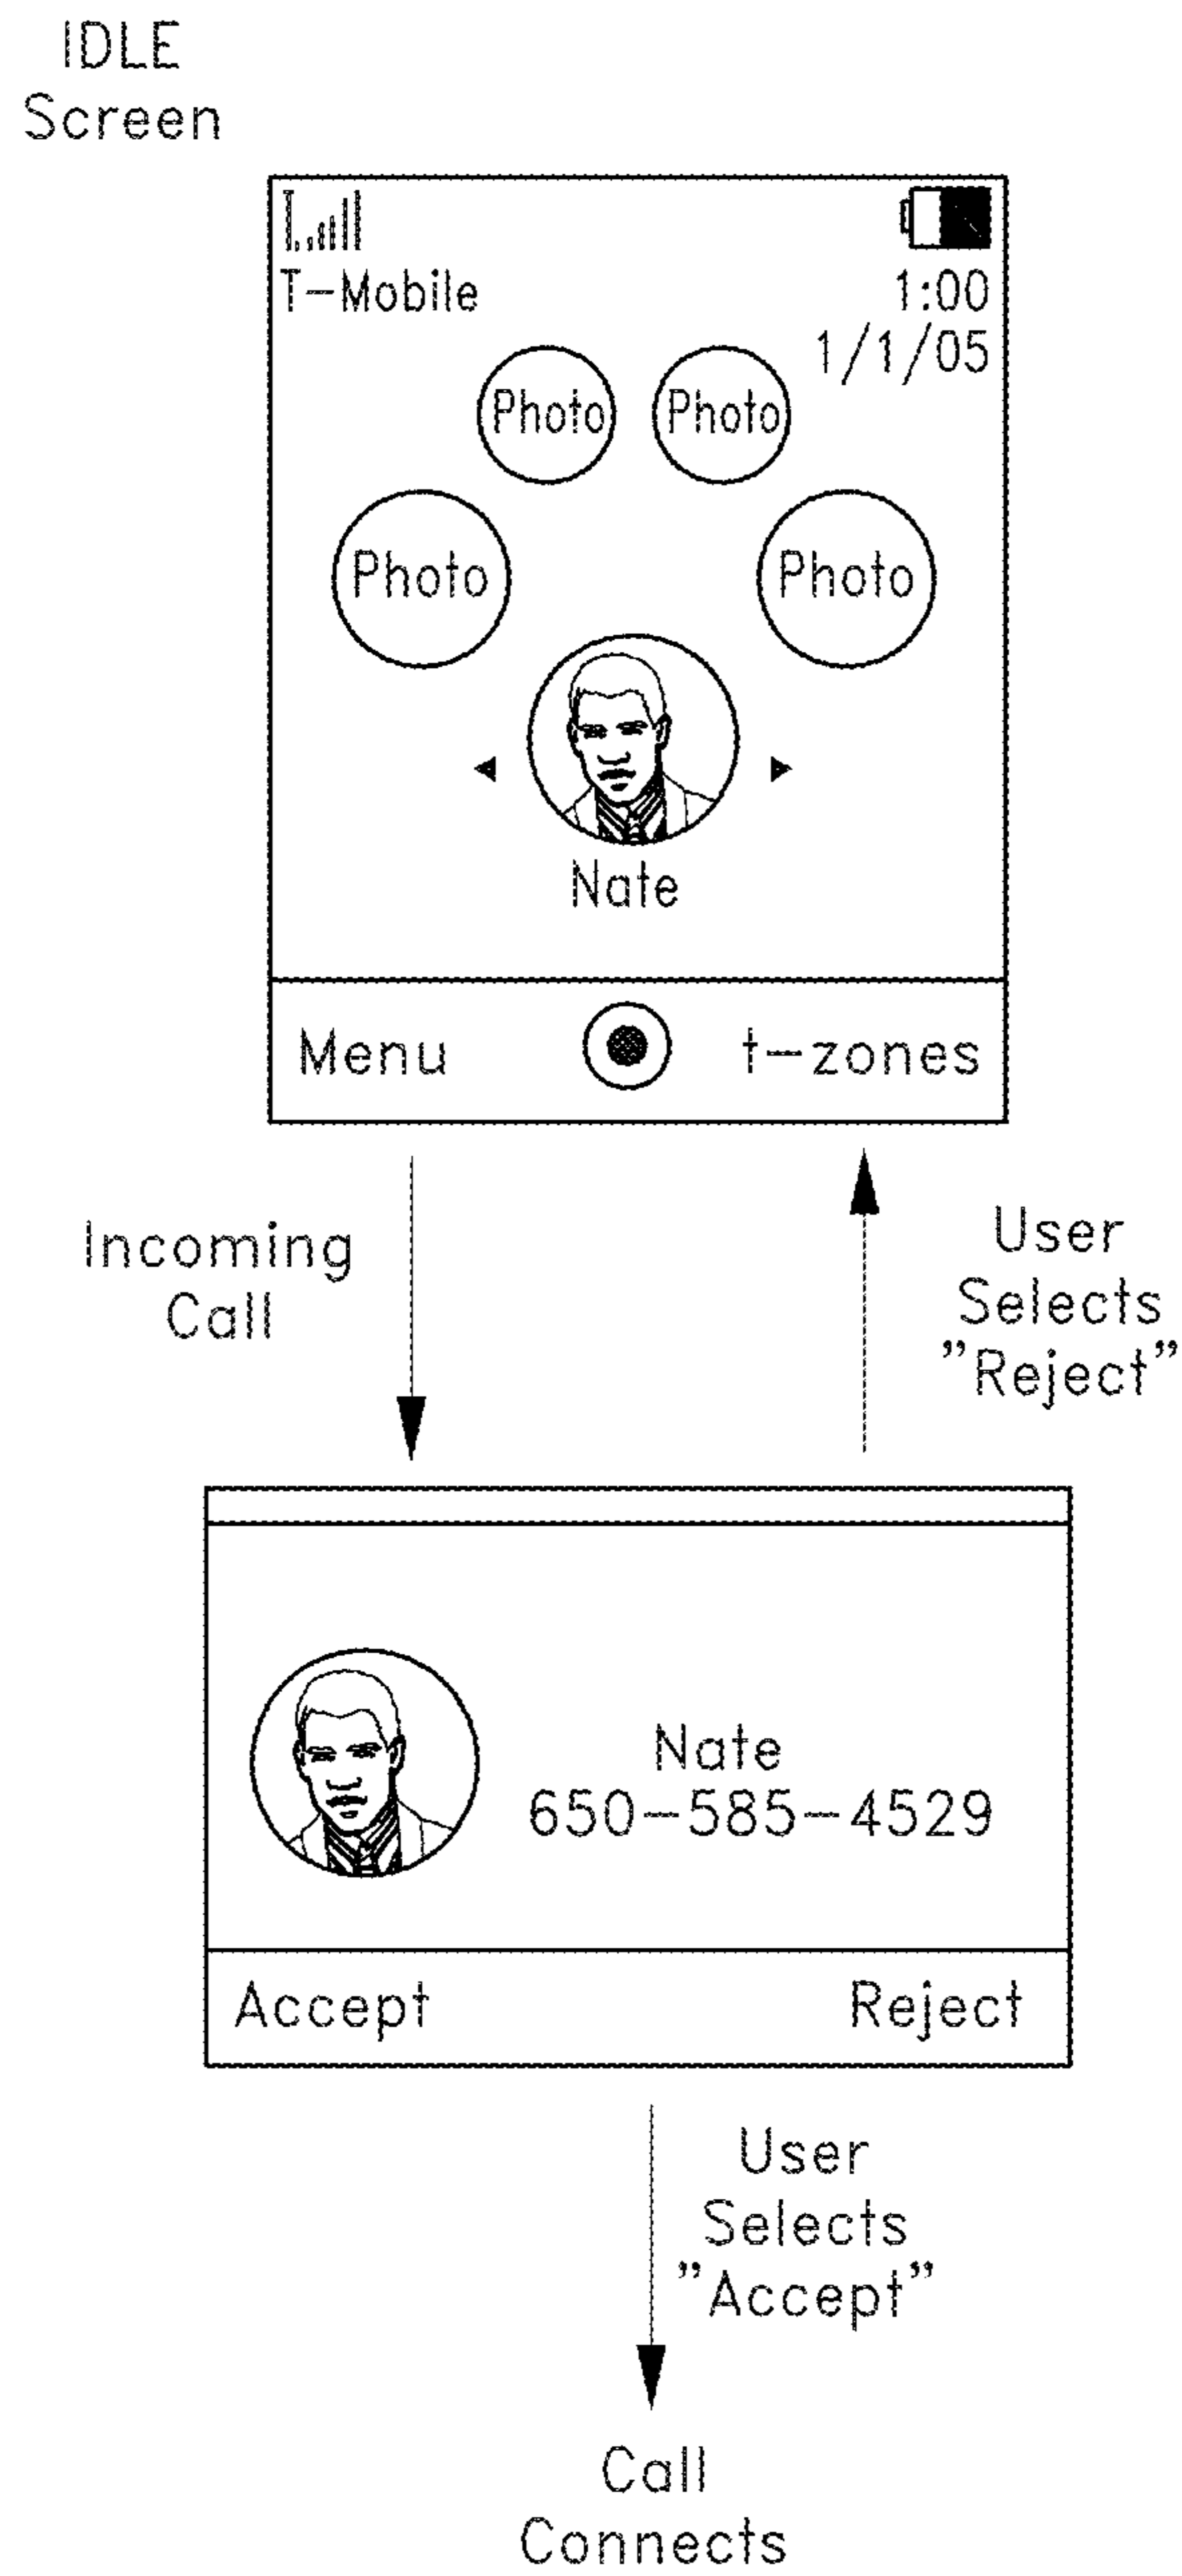 IDLE
Screen
T-Mobile
1:00
1/1/05
Photo Photo
Photo Photo
Nate
Menu t-zones
Incoming
Call
User
Selects
"Reject"
Nate
650-585-4529
Accept Reject
User
Selects
"Accept"
Call
Connects